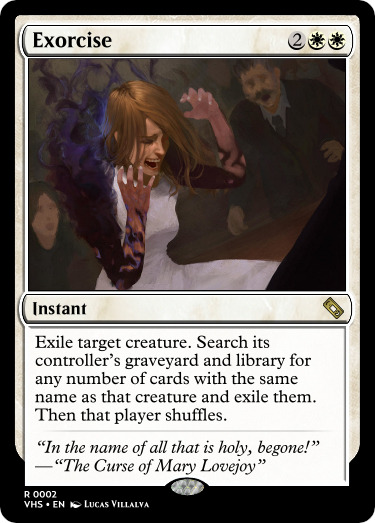 Exorcise 2
Instant
Exile target creature. Search its
controller's graveyard and library for
any number of cards with the same
name as that creature and exile them.
Then that player shuffles.
“In the name of all that is holy, begone!”
—“The Curse of Mary Lovejoy”
R 0002
VHS • EN Lucas Villalva